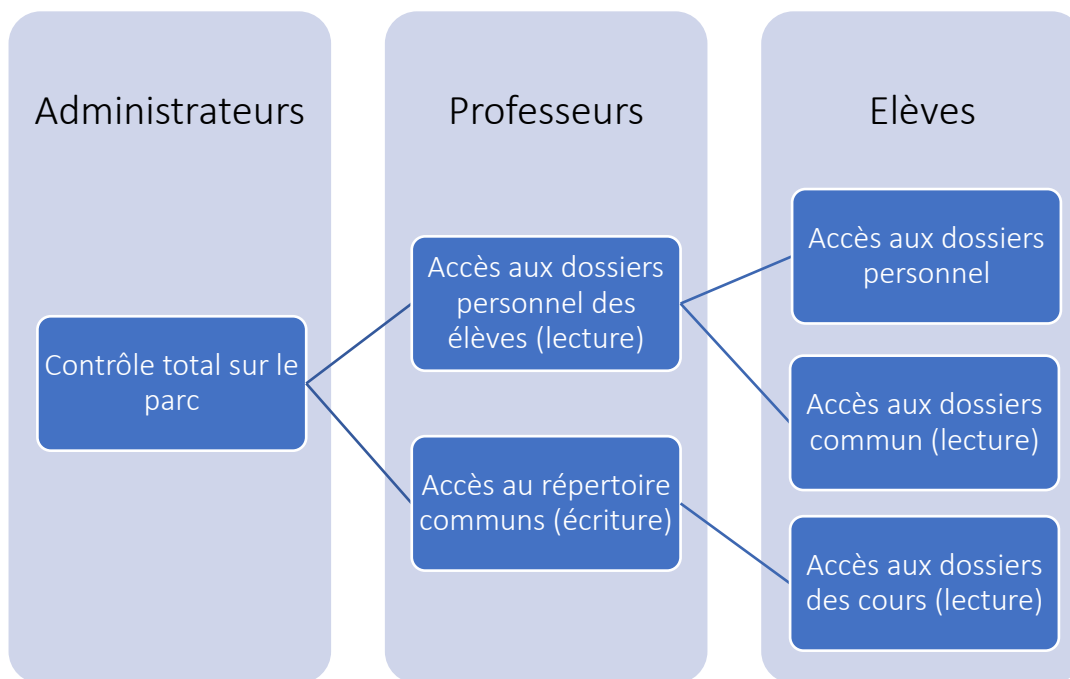 Administrateurs
Professeurs
Elèves
Contrôle total sur le
parc
Accès aux dossiers
personnel des
élèves (lecture)
Accès au répertoire
communs (écriture)
Accès aux dossiers
personnel
Accès aux dossiers
commun (lecture)
Accès aux dossiers
des cours (lecture)